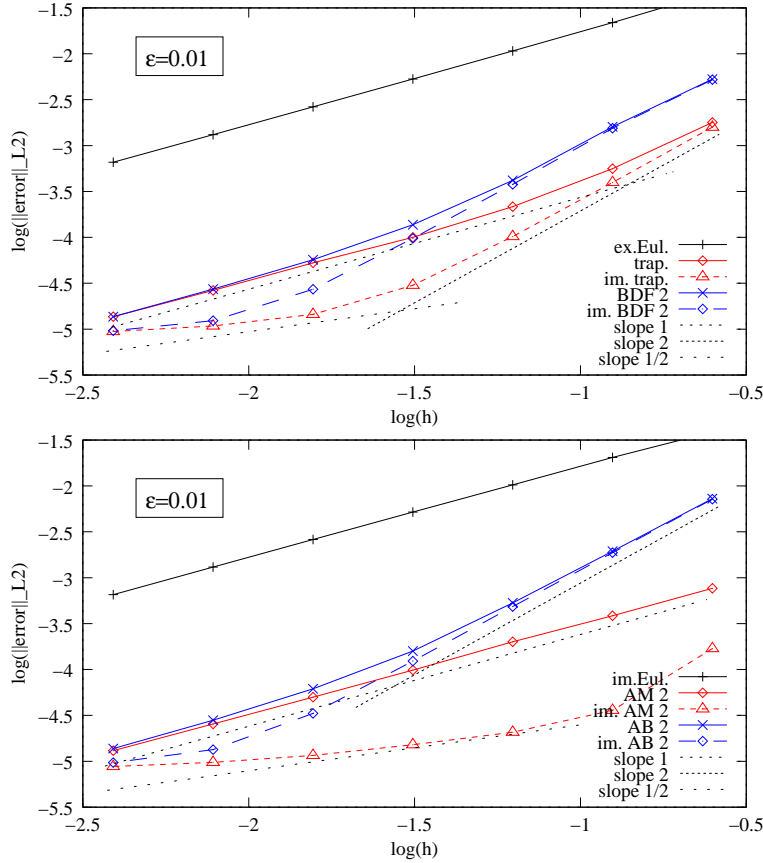 −1.5
−2
−2.5
−3
−3.5
−4
−4.5
−5
−5.5
log(||error||_L2)
ε=0.01
ex.Eul.
trap.
im. trap.
BDF 2
im. BDF 2
slope 1
slope 2
slope 1/2
−2.5 −2 −1.5 −1 −0.5
log(h)
−1.5
−2
−2.5
−3
−3.5
−4
−4.5
−5
−5.5
log(||error||_L2)
ε=0.01
im.Eul.
AM 2
im. AM 2
AB 2
im. AB 2
slope 1
slope 2
slope 1/2
−2.5 −2 −1.5 −1 −0.5
log(h)